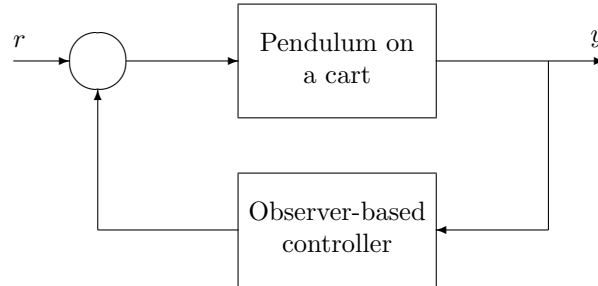 r
Pendulum on
a cart
y
Observer-based
controller